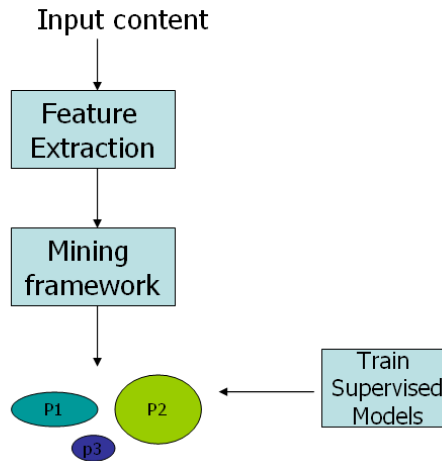 Input content
Feature
Extraction
Mining
framework
Train
Supervised
Models
P1
P2
p3